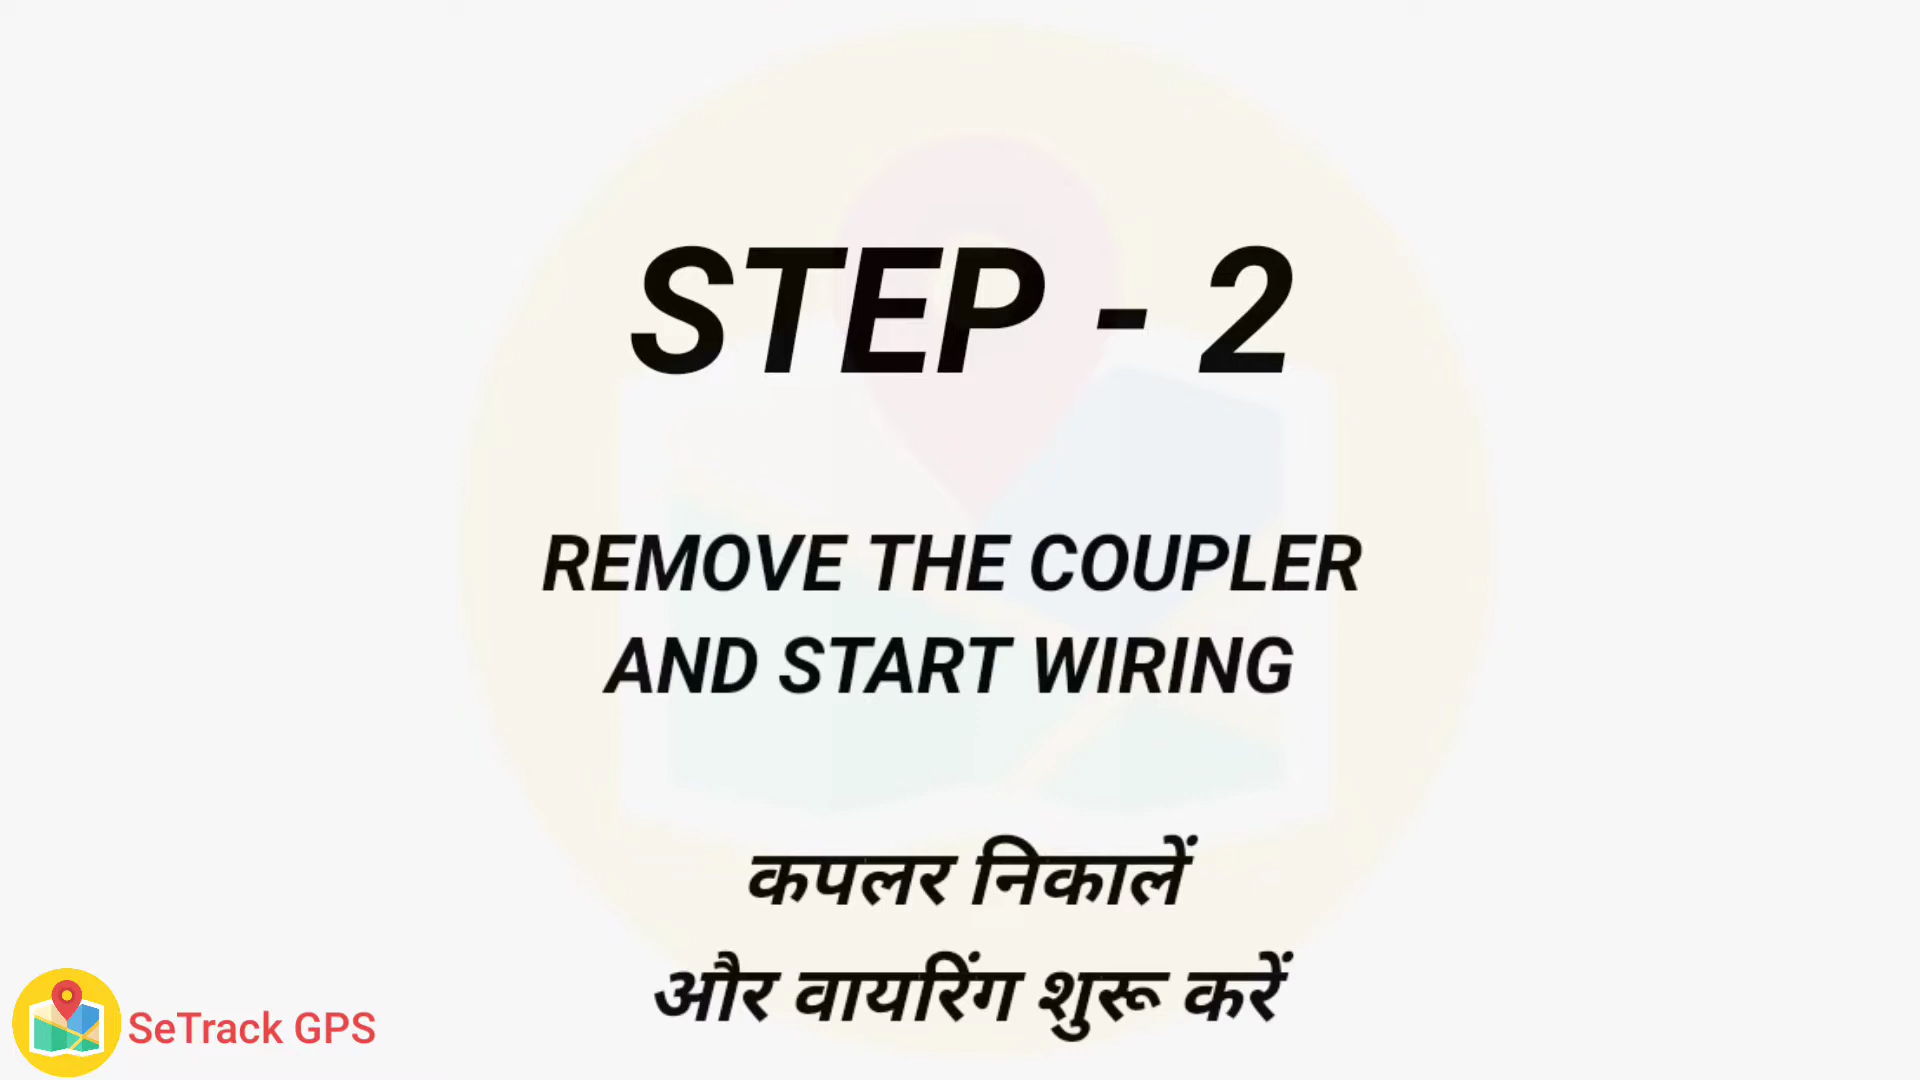 STEP - 2
REMOVE THE COUPLER
AND START WIRING
कपलर निकालें
और वायरिंग शुरू करें
SeTrack GPS